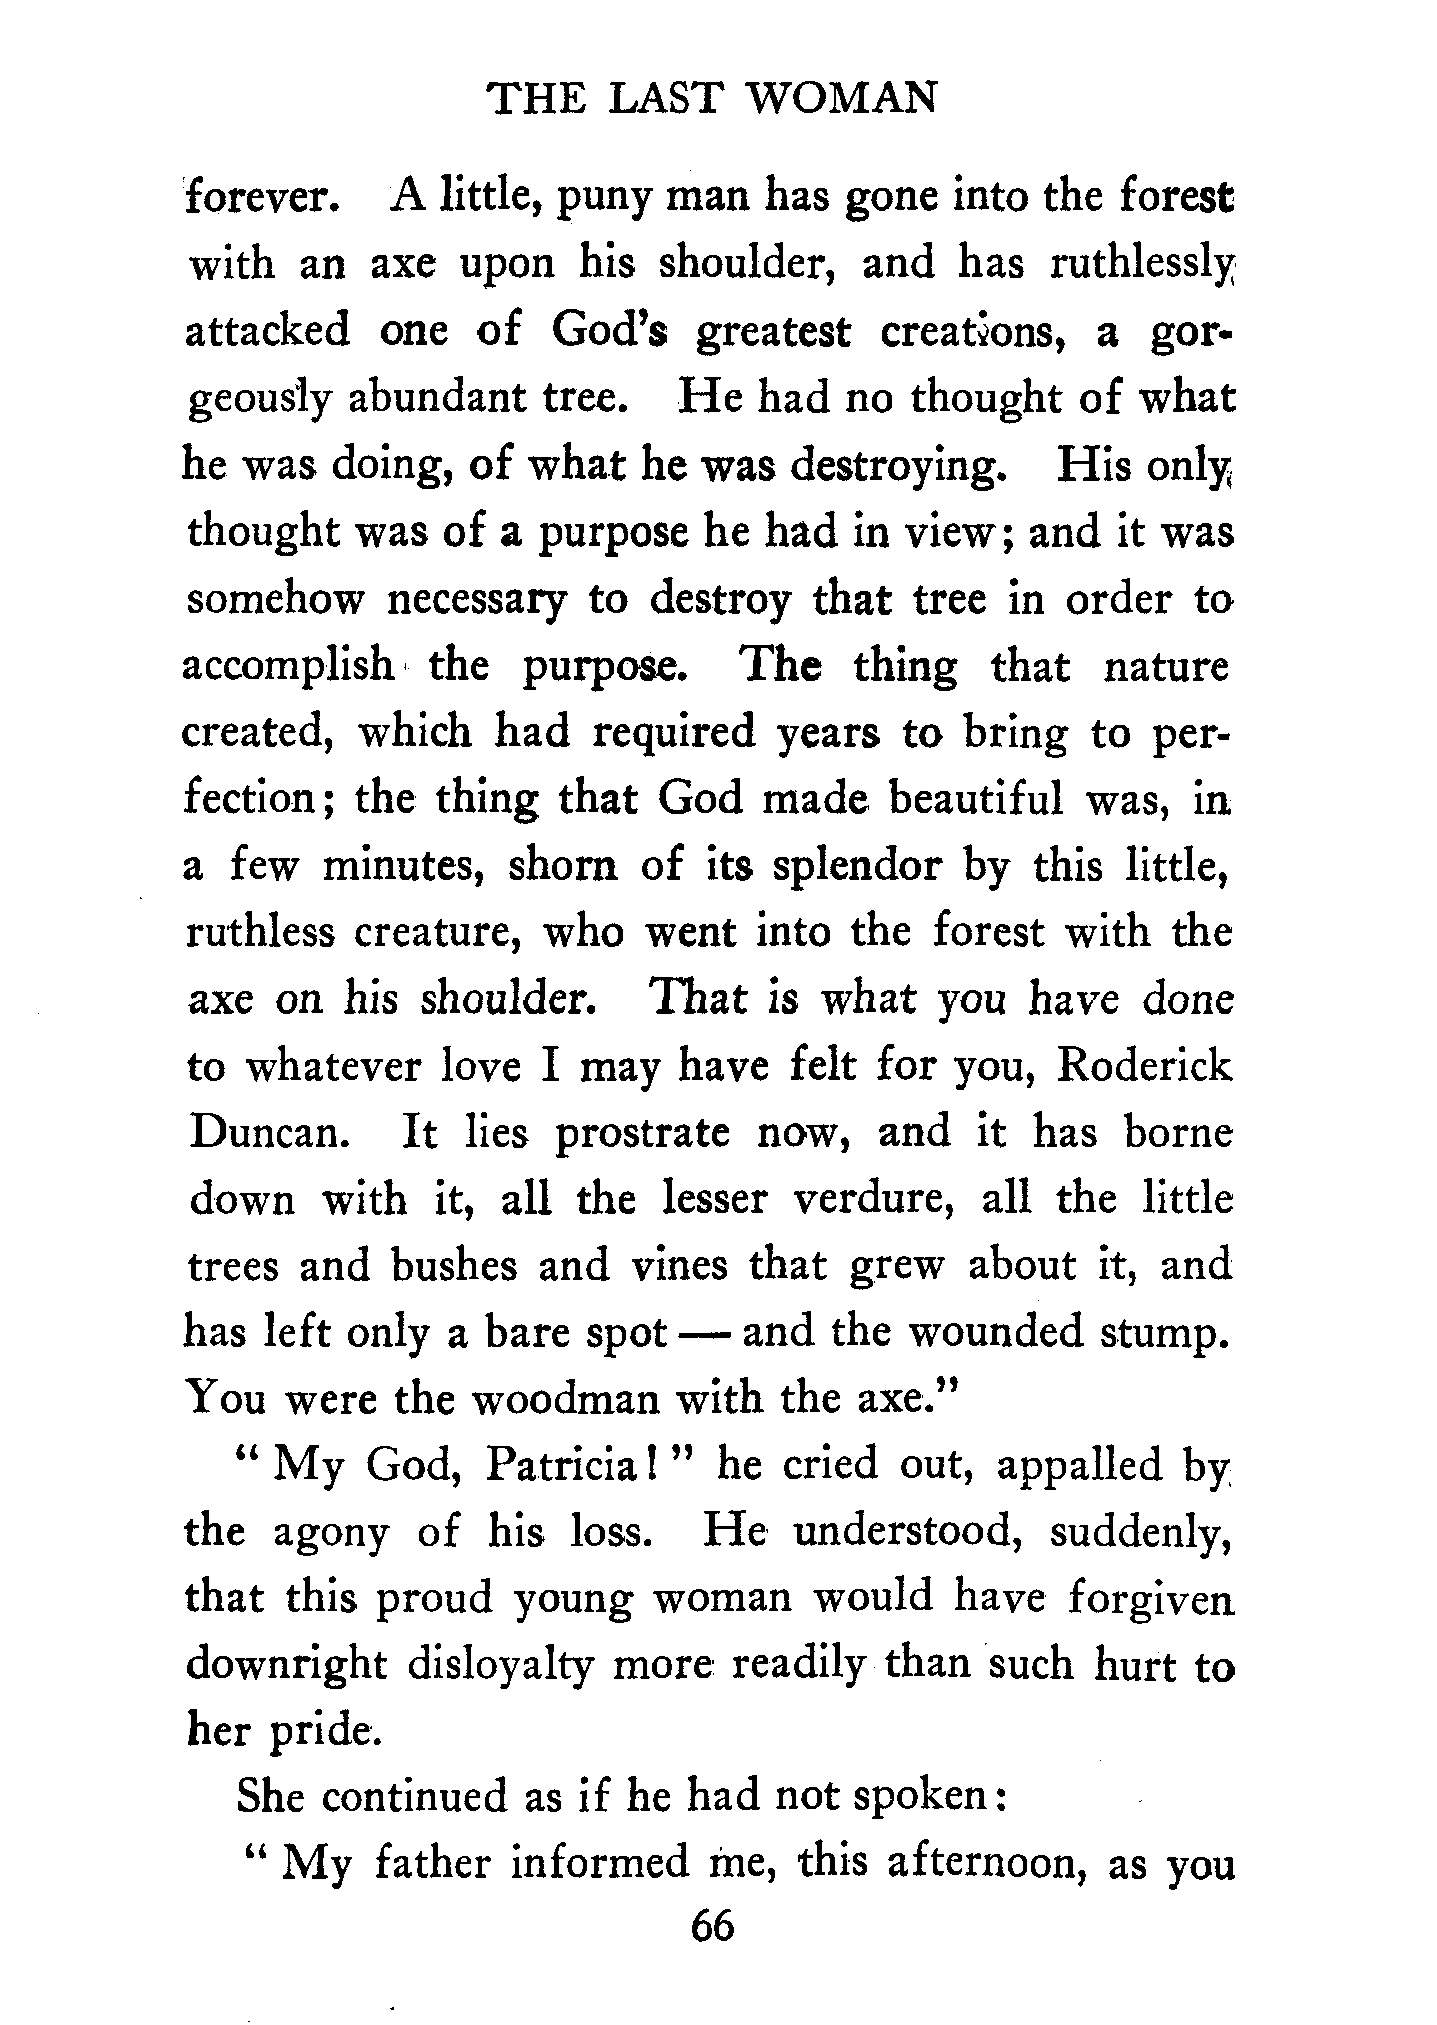 THE LAST WOMAN
forever. A little, puny man has gone into the forest
with an axe upon his shoulder, and has ruthlessly
attacked one of God's greatest creations, a gor-
geously abundant tree. He had no thought of what
he was doing, of what he was destroying. His only
thought was of a purpose he had in view; and it was
somehow necessary to destroy that tree in order to
accomplish the purpose. The thing that nature
created, which had required years to bring to per-
fection; the thing that God made beautiful was, in
a few minutes, shorn of its splendor by this little,
ruthless creature, who went into the forest with the
axe on his shoulder. That is what you have done
to whatever love I may have felt for you, Roderick
Duncan. It lies prostrate now, and it has borne
down with it, all the lesser verdure, all the little
trees and bushes and vines that grew about it, and
has left only a bare spot — and the wounded stump.
You were the woodman with the axe."
" My God, Patricia! " he cried out, appalled by
the agony of his loss. He understood, suddenly,
that this proud young woman would have forgiven
downright disloyalty more readily than such hurt to
her pride.
She continued as if he had not spoken:
" My father informed me, this afternoon, as you
66